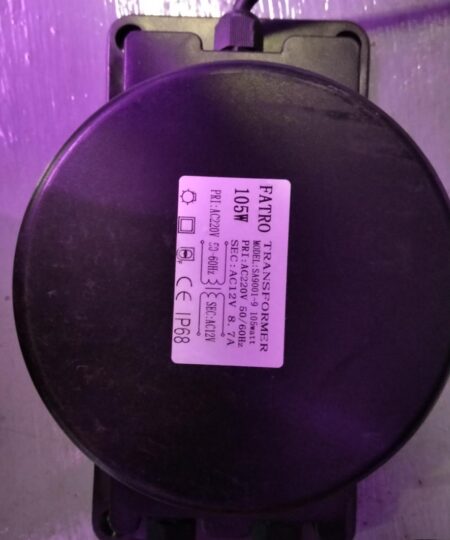 FATRO TRANSFORMER
105W
MODEL:SA9001-9 105watt
PRI:AC220V 50/60Hz
SEC:AC12V 8.7A
PRI:AC220V 50-60Hz
SEC:AC12V
CE IP68